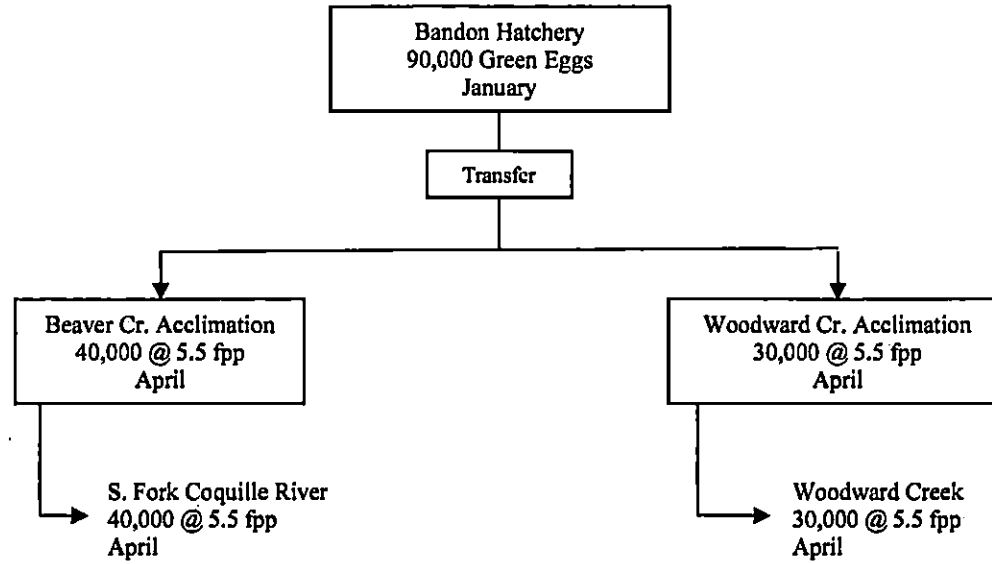 Bandon Hatchery
90,000 Green Eggs
January
Transfer
Beaver Cr. Acclimation
40,000 @ 5.5 fpp
April
Woodward Cr. Acclimation
30,000 @ 5.5 fpp
April
S. Fork Coquille River
40,000 @ 5.5 fpp
April
Woodward Creek
30,000 @ 5.5 fpp
April